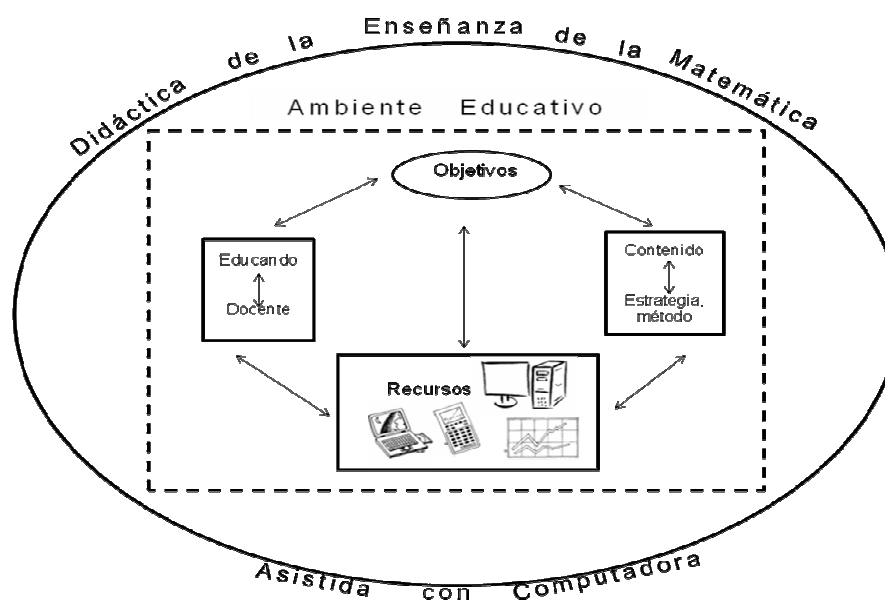 Didáctica de la Enseñanza de la Matemática
Ambiente Educativo
Objetivos
Educando
Docente
Contenido
Estrategia,
método
Recursos
Asistida con Computadora